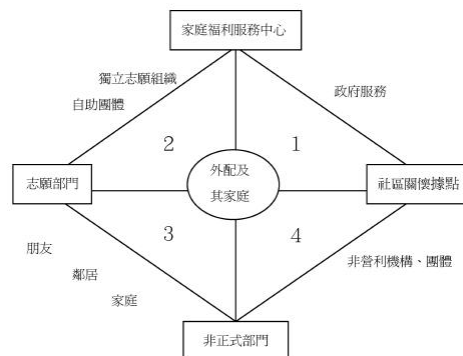 家庭福利服務中心
獨立志願組織
自助團體
政府服務
2
1
志願部門
外配及
其家庭
社區關懷據點
3
4
朋友
鄰居
家庭
非營利機構、團體
非正式部門